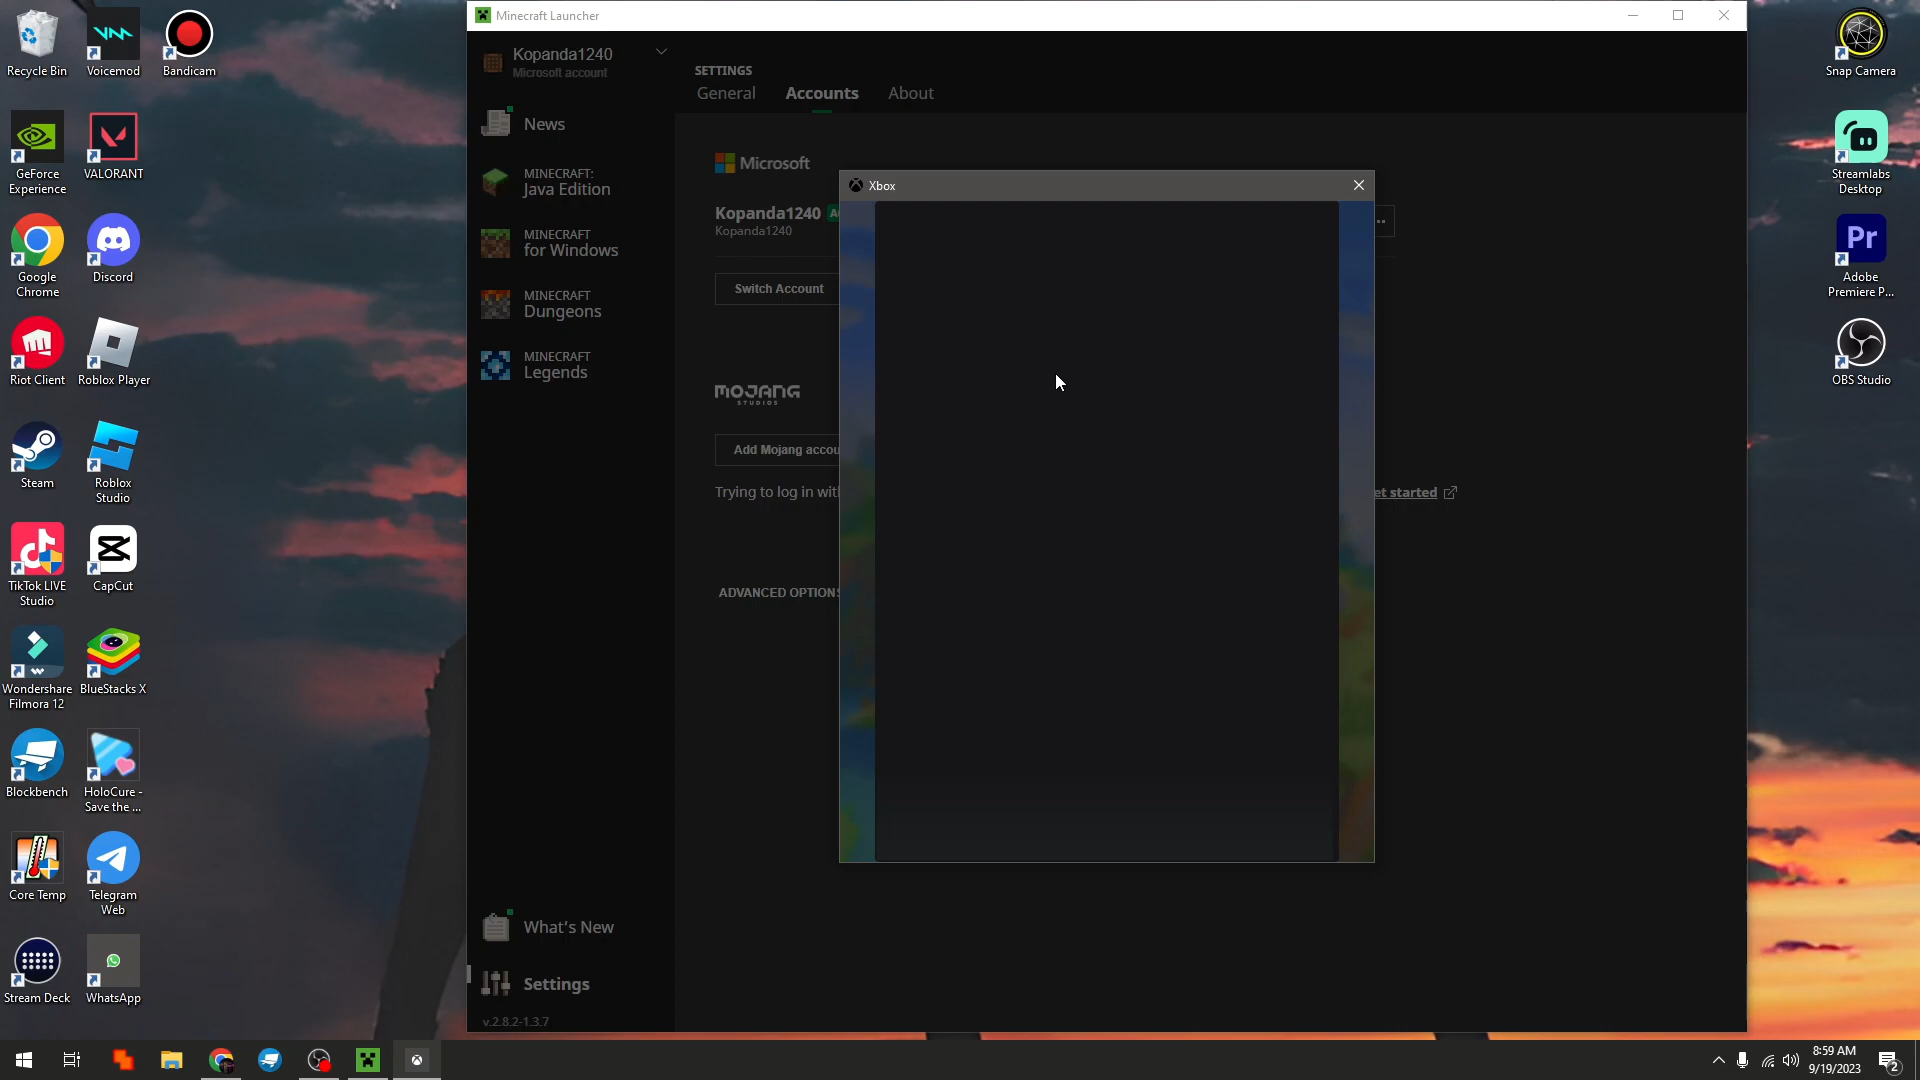 Recycle Bin
Voicemod
Bandicam
GeForce
Experience
VALORANT
Google
Chrome
Discord
Riot Client
Roblox Player
Steam
Roblox
Studio
TikTok LIVE
Studio
CapCut
Wondershare
Filmora 12
BlueStacks X
Blockbench
HoloCure -
Save the ...
Core Temp
Telegram
Web
Stream Deck
WhatsApp
Minecraft Launcher
Kopanda1240
Microsoft account
News
MINECRAFT:
Java Edition
MINECRAFT
for Windows
MINECRAFT
Dungeons
MINECRAFT
Legends
What's New
Settings
v.2.8.2-1.3.7
SETTINGS
General
Accounts
About
Microsoft
Kopanda1240
Kopanda1240
Switch Account
MOJANG
STUDIOS
Add Mojang accou
Trying to log in wit
et started
ADVANCED OPTIONS
Xbox
Snap Camera
Streamlabs
Desktop
Pr
Adobe
Premiere P...
OBS Studio
8:59 AM
9/19/2023
2